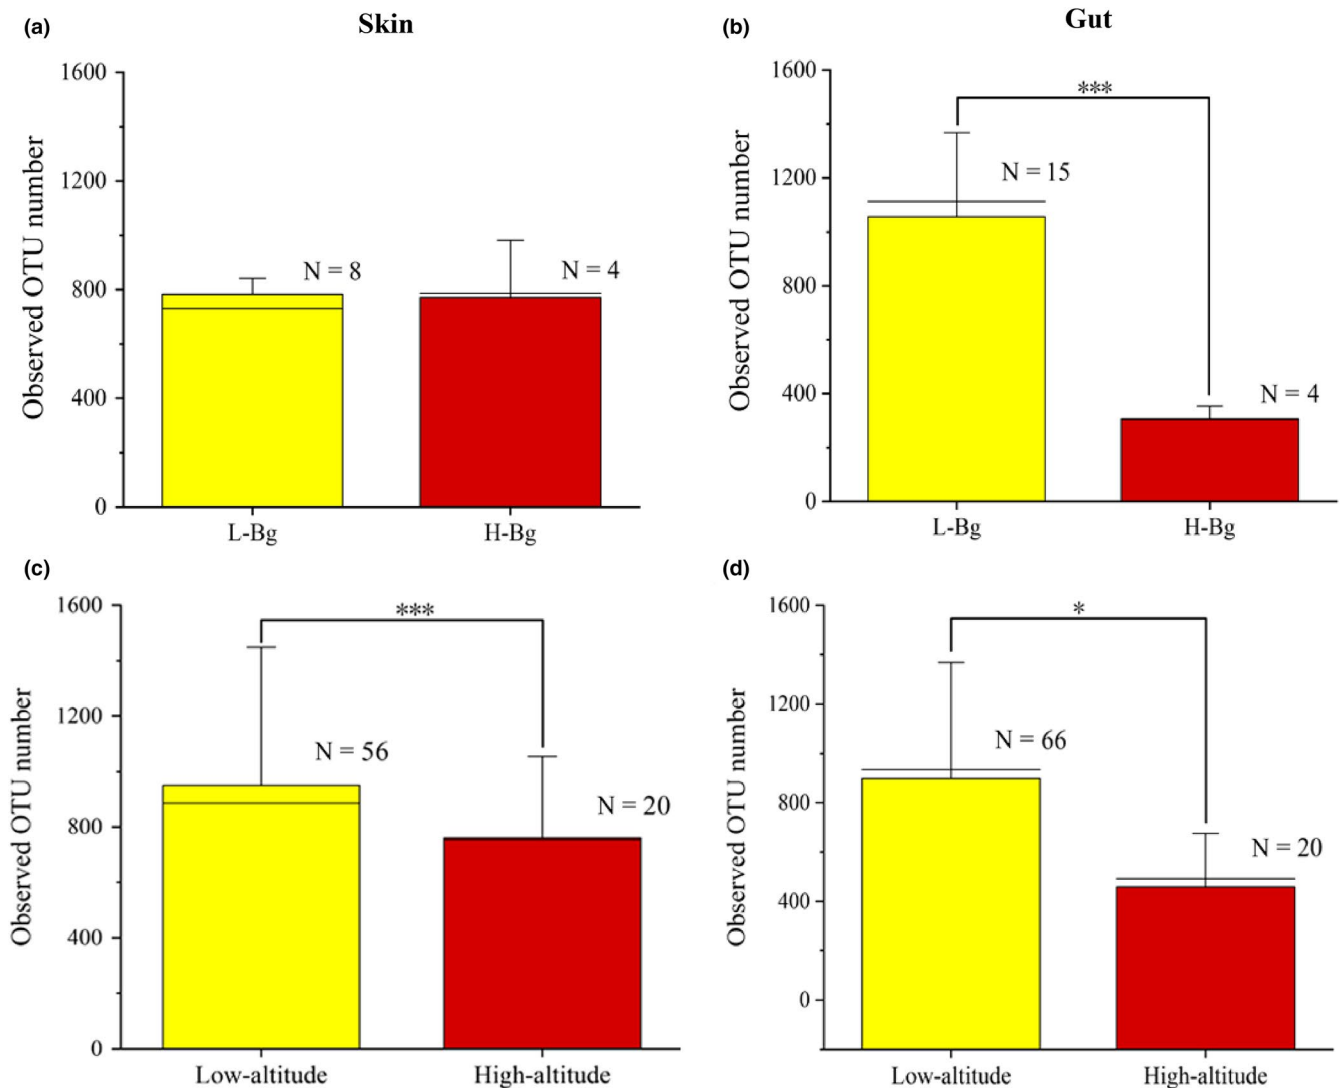 (a)
Skin
1600
1200
800
400
0
Observed OTU number
N = 8
N = 4
L-Bg
H-Bg
(b)
Gut
1600
1200
800
400
0
Observed OTU number
***
N = 15
N = 4
L-Bg
H-Bg
(c)
1600
1200
800
400
0
Observed OTU number
***
N = 56
N = 20
Low-altitude
High-altitude
(d)
1600
1200
800
400
0
Observed OTU number
*
N = 66
N = 20
Low-altitude
High-altitude